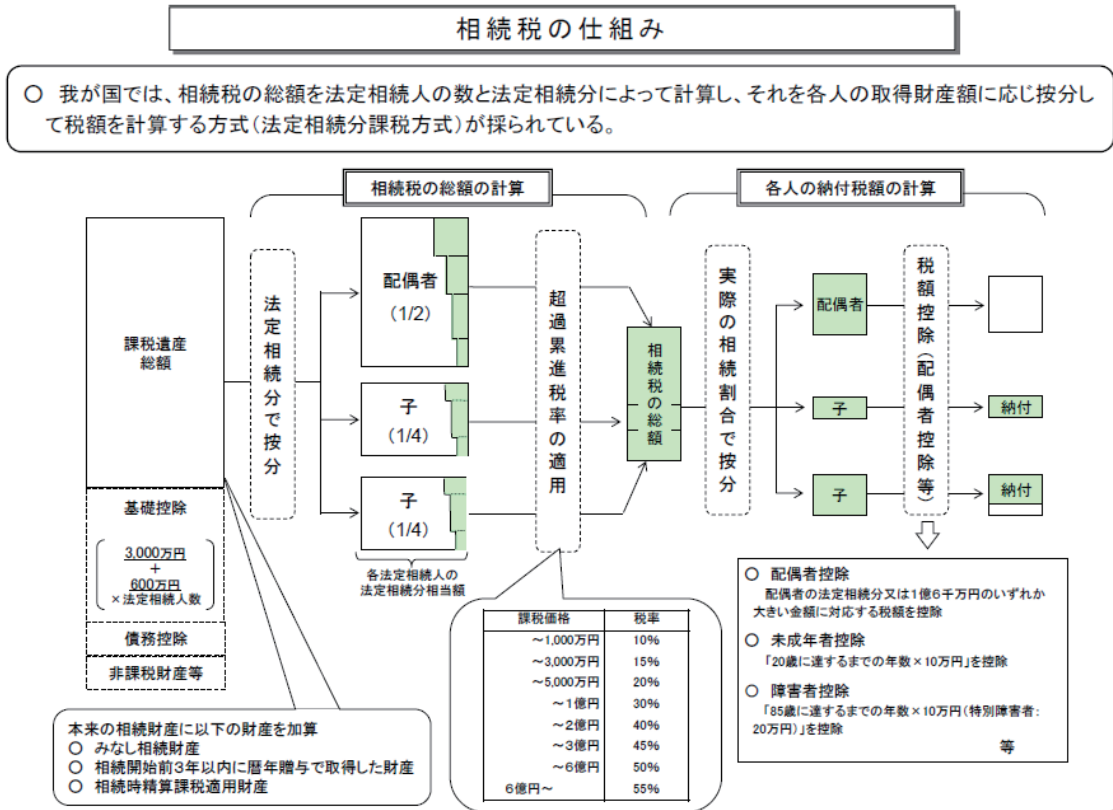 相続税の仕組み
○ 我が国では、相続税の総額を法定相続人の数と法定相続分によって計算し、それを各人の取得財産額に応じ按分し
て税額を計算する方式(法定相続分課税方式)が採られている。
相続税の総額の計算
各人の納付税額の計算
課税遺産
総額
基礎控除
3,000万円
+
600万円
×法定相続人数
債務控除
非課税財産等
法定相続分で按分
配偶者
(1/2)
子
(1/4)
子
(1/4)
各法定相続人の
法定相続分相当額
超過累進税率の適用
相続税の総額
実際の相続割合で按分
配偶者
子
子
税額控除(配偶者控除等)
納付
納付
本来の相続財産に以下の財産を加算
○ みなし相続財産
○ 相続開始前3年以内に暦年贈与で取得した財産
○ 相続時精算課税適用財産
課税価格 税率
~1,000万円 10%
~3,000万円 15%
~5,000万円 20%
~1億円 30%
~2億円 40%
~3億円 45%
~6億円 50%
6億円~ 55%
○ 配偶者控除
配偶者の法定相続分又は1億6千万円のいずれか
大きい金額に対応する税額を控除
○ 未成年者控除
「20歳に達するまでの年数×10万円」を控除
○ 障害者控除
「85歳に達するまでの年数×10万円(特別障害者:
20万円)」を控除
等